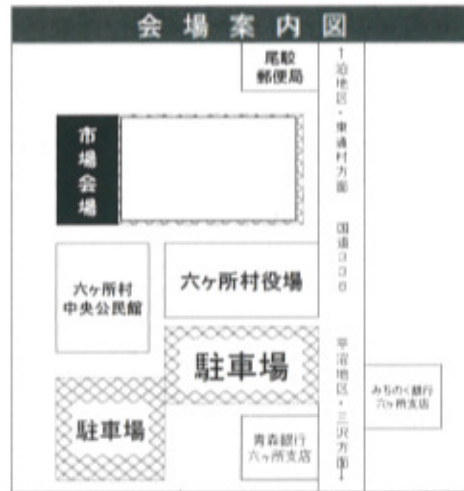 会場案内図
尾駮
郵便局
↑泊地区・東通村方面
国道338
平沼地区・三沢方面↓
市場会場
六ヶ所村
中央公民館
六ヶ所村役場
駐車場
駐車場
青森銀行
六ヶ所支店
みちのく銀行
六ヶ所支店